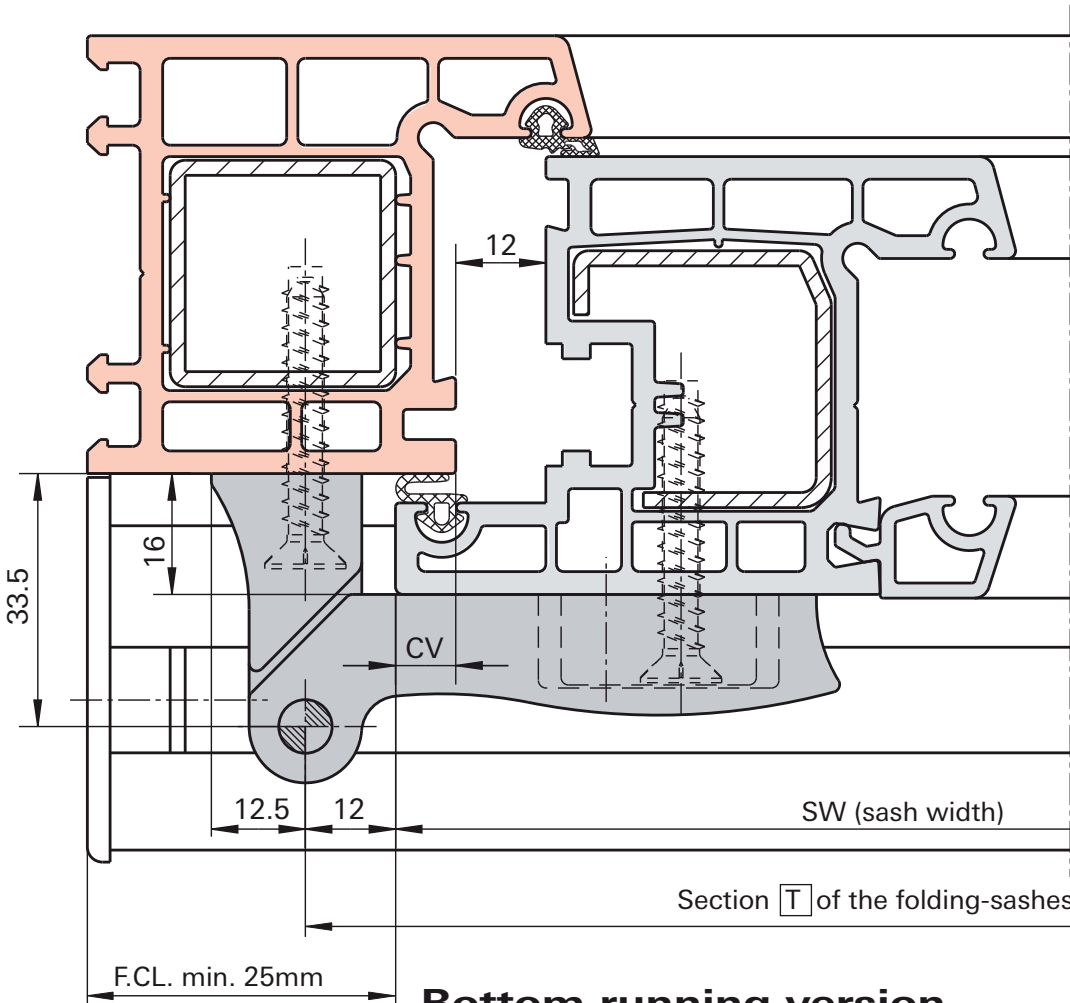 12
16
33.5
CV
12.5
12
SW (sash width)
Section T of the folding-sashes
F.CL. min. 25mm
Bottom running version